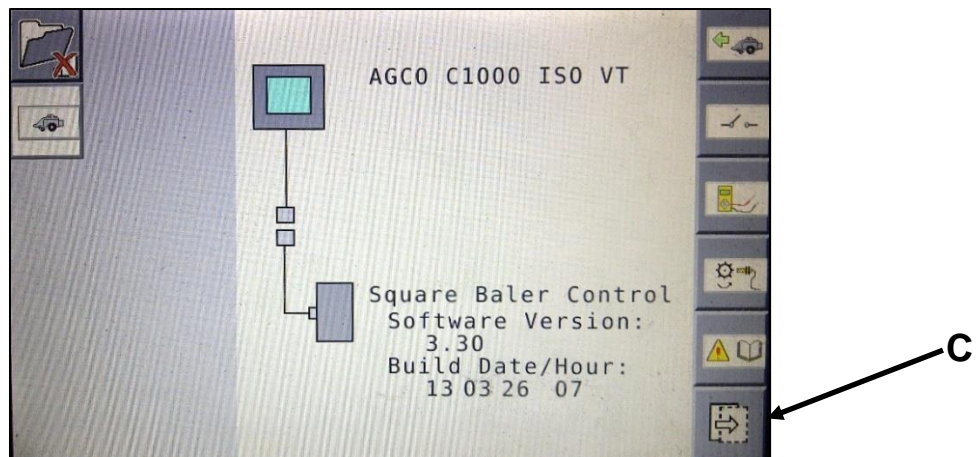 AGCO C1000 ISO VT
Square Baler Control
Software Version:
3.30
Build Date/Hour:
13 03 26 07
C